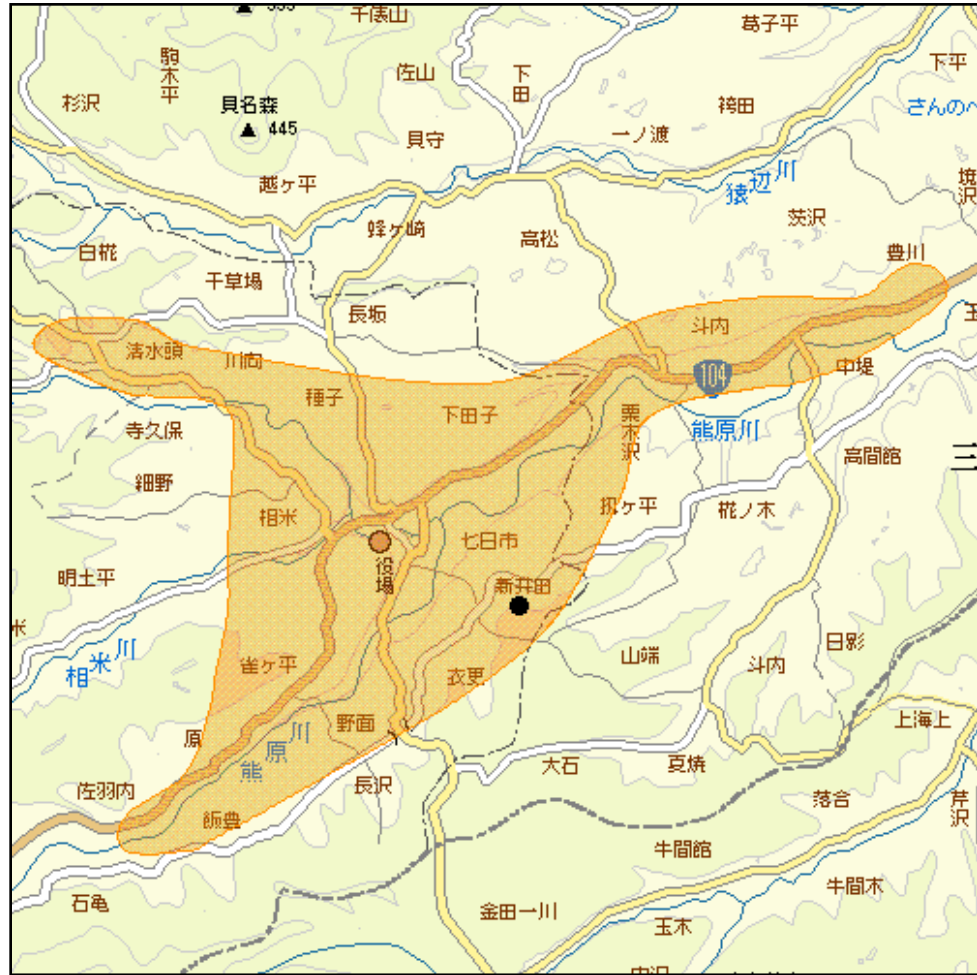 千俵山
葛子平
駒木平
佐山
下田
下平
杉沢
貝名森
445
袴田
さんのへ
貝守
一ノ渡
越ヶ平
猿辺川
境沢
茨沢
蜂ヶ崎
高松
白椛
豊川
干草場
長坂
斗内
清水頭
川向
種子
下田子
104
中堤
寺久保
栗木沢
熊原川
高間館
三
細野
相米
扨ヶ平
椛ノ木
七日市
役場
明土平
新井田
相米川
雀ヶ平
衣更
山端
斗内
日影
野面
上海上
原
熊原川
長沢
大石
夏焼
佐羽内
飯豊
落合
芹沢
牛間館
石亀
牛間木
金田一川
玉木